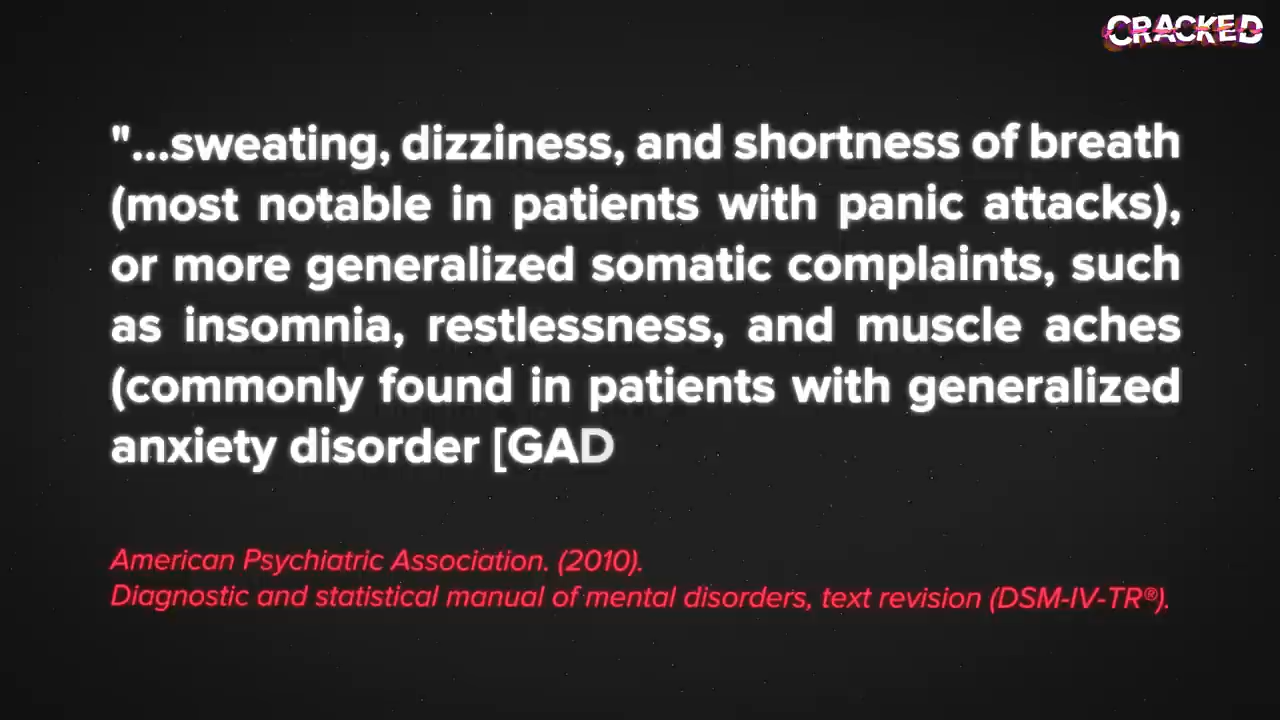 CRACKED
"...sweating, dizziness, and shortness of breath
(most notable in patients with panic attacks),
or more generalized somatic complaints, such
as insomnia, restlessness, and muscle aches
(commonly found in patients with generalized
anxiety disorder [GAD
American Psychiatric Association. (2010).
Diagnostic and statistical manual of mental disorders, text revision (DSM-IV-TR®).